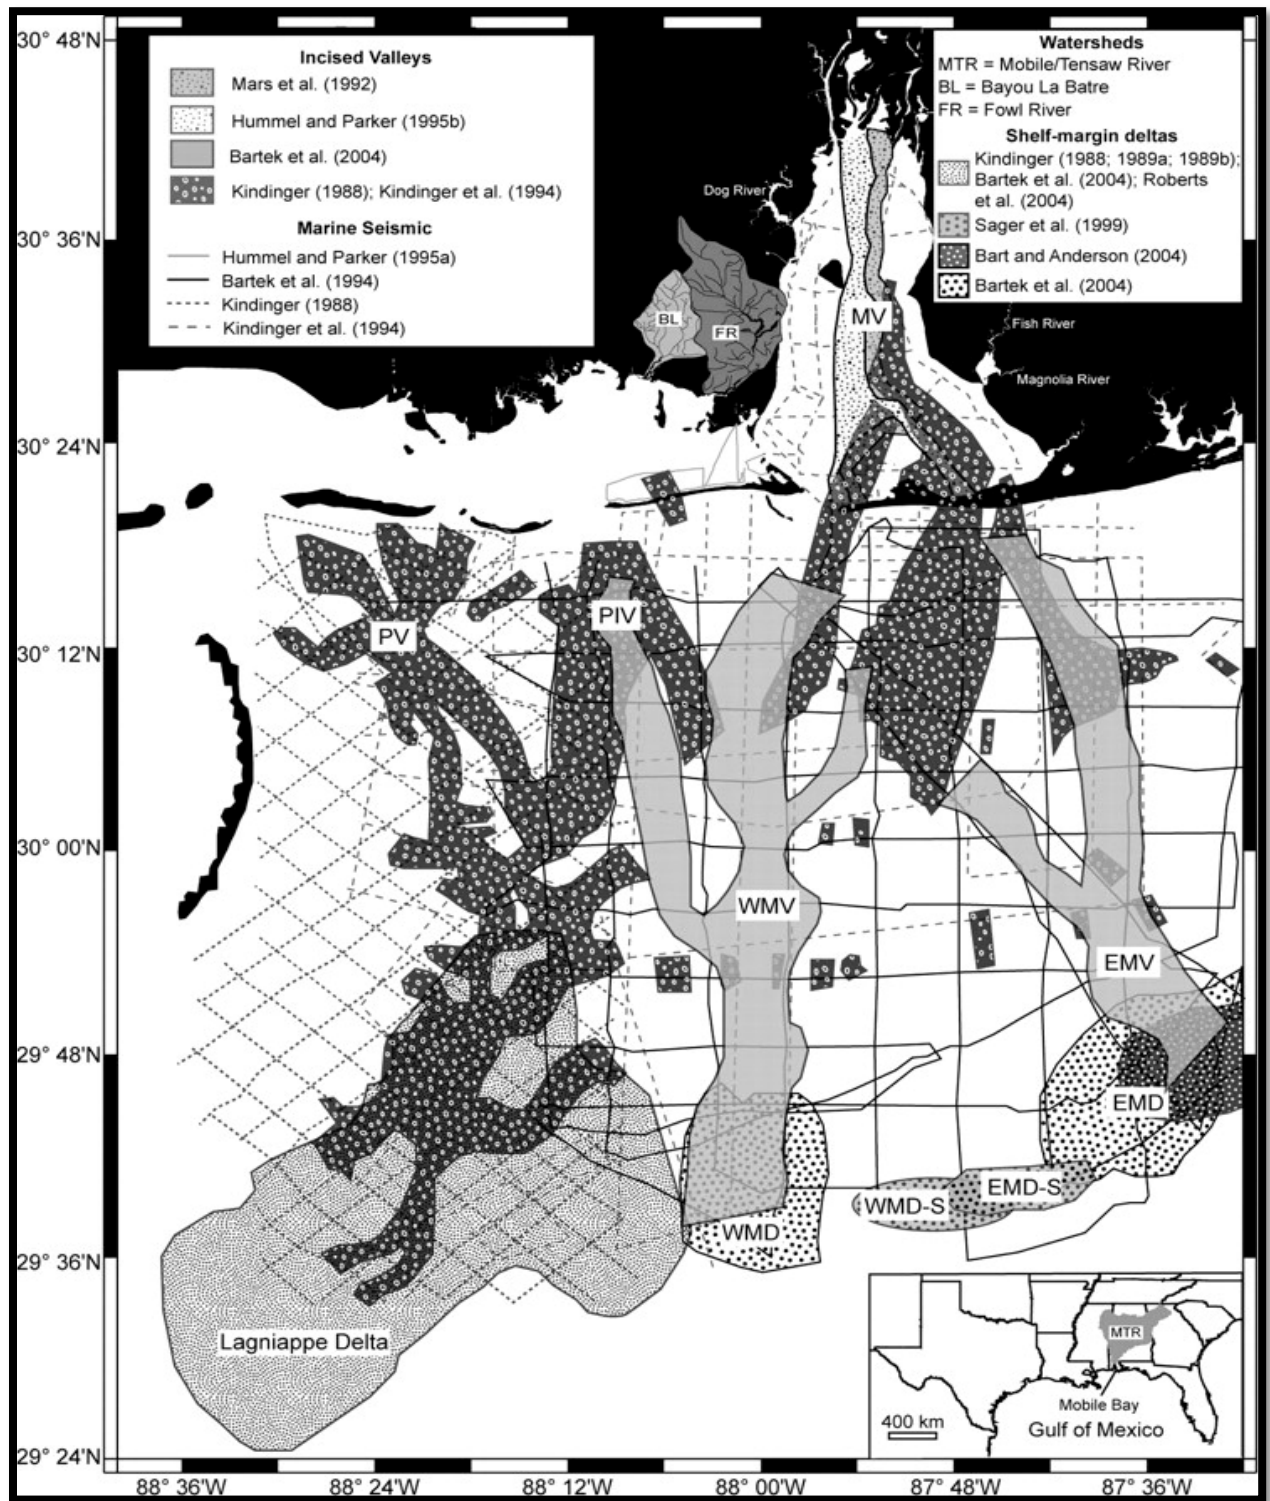 30° 48'N
30° 36'N
30° 24'N
30° 12'N
30° 00'N
29° 48'N
29° 36'N
29° 24'N
Incised Valleys
Mars et al. (1992)
Hummel and Parker (1995b)
Bartek et al. (2004)
Kindinger (1988); Kindinger et al. (1994)
Marine Seismic
Hummel and Parker (1995a)
Bartek et al. (1994)
Kindinger (1988)
Kindinger et al. (1994)
Watersheds
MTR = Mobile/Tensaw River
BL = Bayou La Batre
FR = Fowl River
Shelf-margin deltas
Kindinger (1988; 1989a; 1989b);
Bartek et al. (2004); Roberts
et al. (2004)
Sager et al. (1999)
Bart and Anderson (2004)
Bartek et al. (2004)
Dog River
BL
FR
MV
Fish River
Magnolia River
PV
PIV
WMV
EMV
EMD
EMD-S
WMD-S
WMD
Lagniappe Delta
MTR
Mobile Bay
400 km
Gulf of Mexico
88° 36'W
88° 24'W
88° 12'W
88° 00'W
87° 48'W
87° 36'W